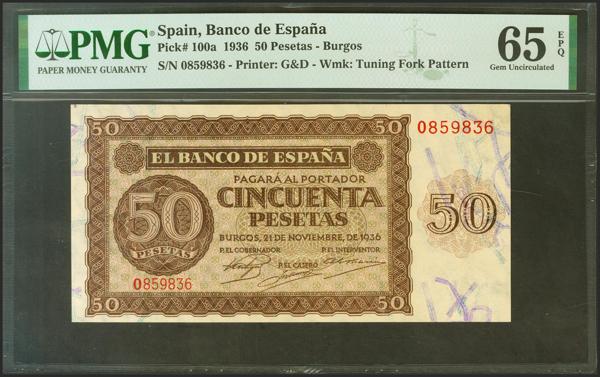 PMG
PAPER MONEY GUARANTY
Spain, Banco de España
Pick# 100a 1936 50 Pesetas - Burgos
S/N 0859836 - Printer: G&D - Wmk: Tuning Fork Pattern
65
EPQ
Gem Uncirculated
50
50
0859836
EL BANCO DE ESPAÑA
PAGARÁ AL PORTADOR
CINCUENTA
PESETAS
50
PESETAS
50
BURGOS, 21 DE NOVIEMBRE, DE 1936
P.EL GOBERNADOR
P.EL CAJERO
P.EL INTERVENTOR
0859836
50
50